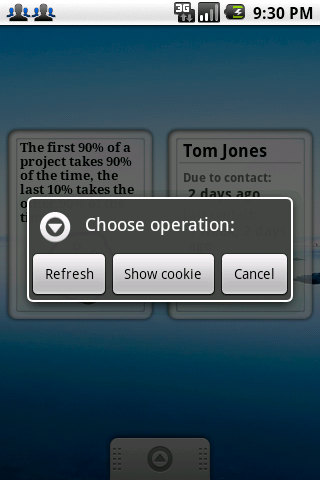 3G
9:30 PM
The first 90% of a
project takes 90%
of the time, the
last 10% takes the
Tom Jones
Due to contact:
2 days ago
Choose operation:
Refresh
Show cookie
Cancel